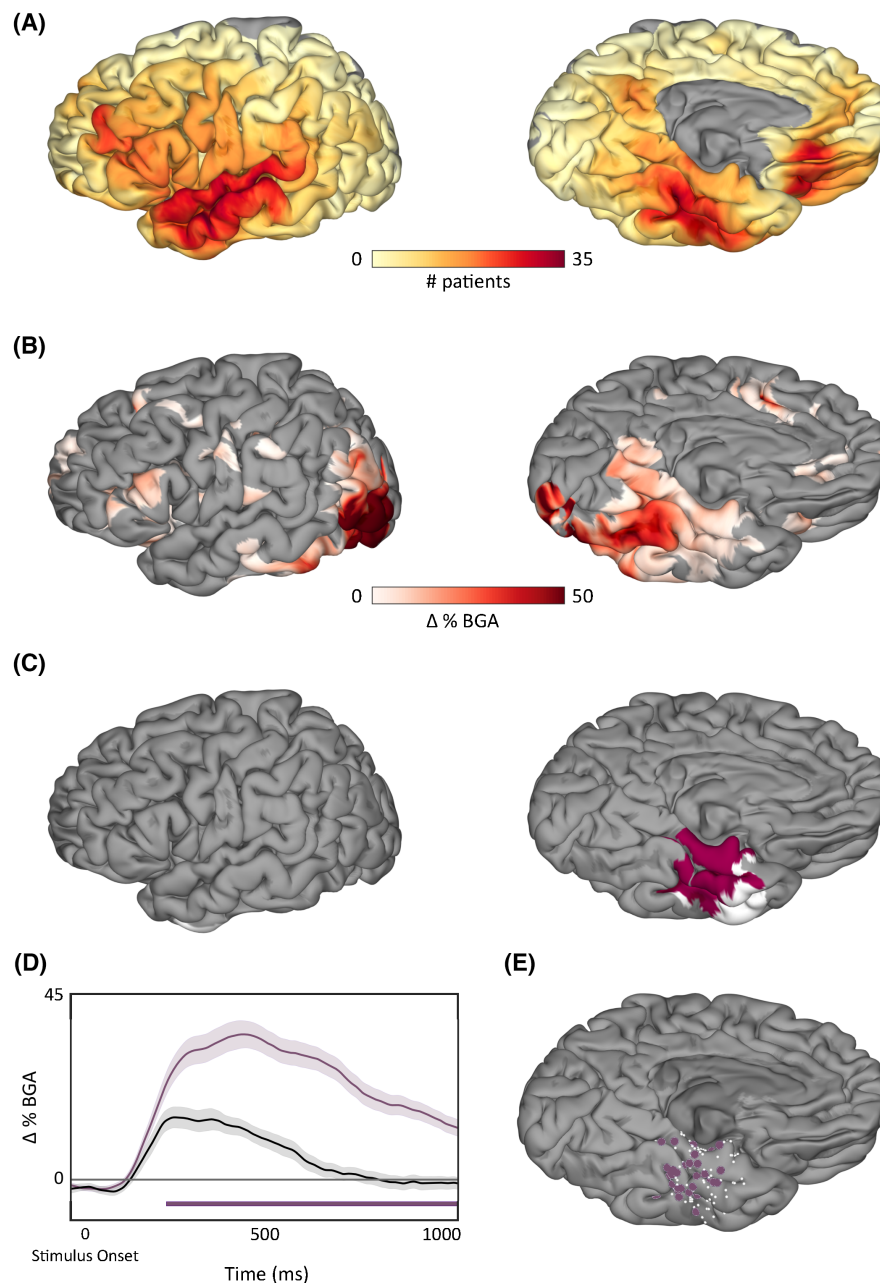 (A)
0 35
# patients
(B)
0 50
Δ % BGA
(C)
(D) (E)
45
Δ % BGA
0
0 500 1000
Stimulus Onset
Time (ms)